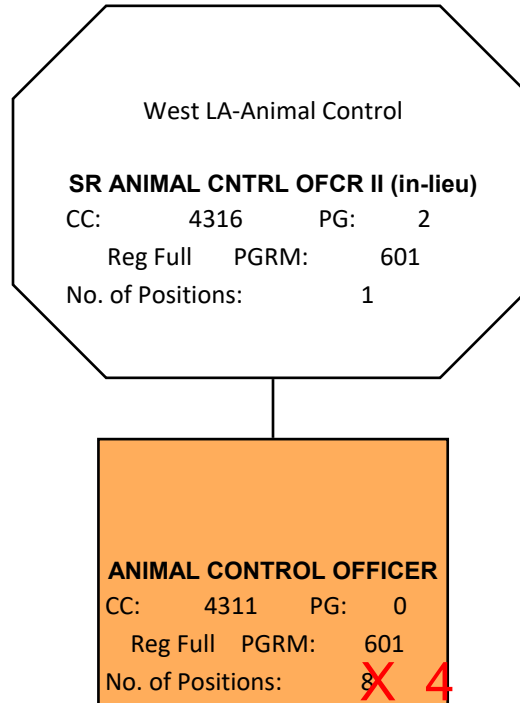 West LA-Animal Control
SR ANIMAL CNTRL OFCR II (in-lieu)
CC: 4316 PG: 2
Reg Full PGRM: 601
No. of Positions: 1
ANIMAL CONTROL OFFICER
CC: 4311 PG: 0
Reg Full PGRM: 601
No. of Positions: 8 X 4